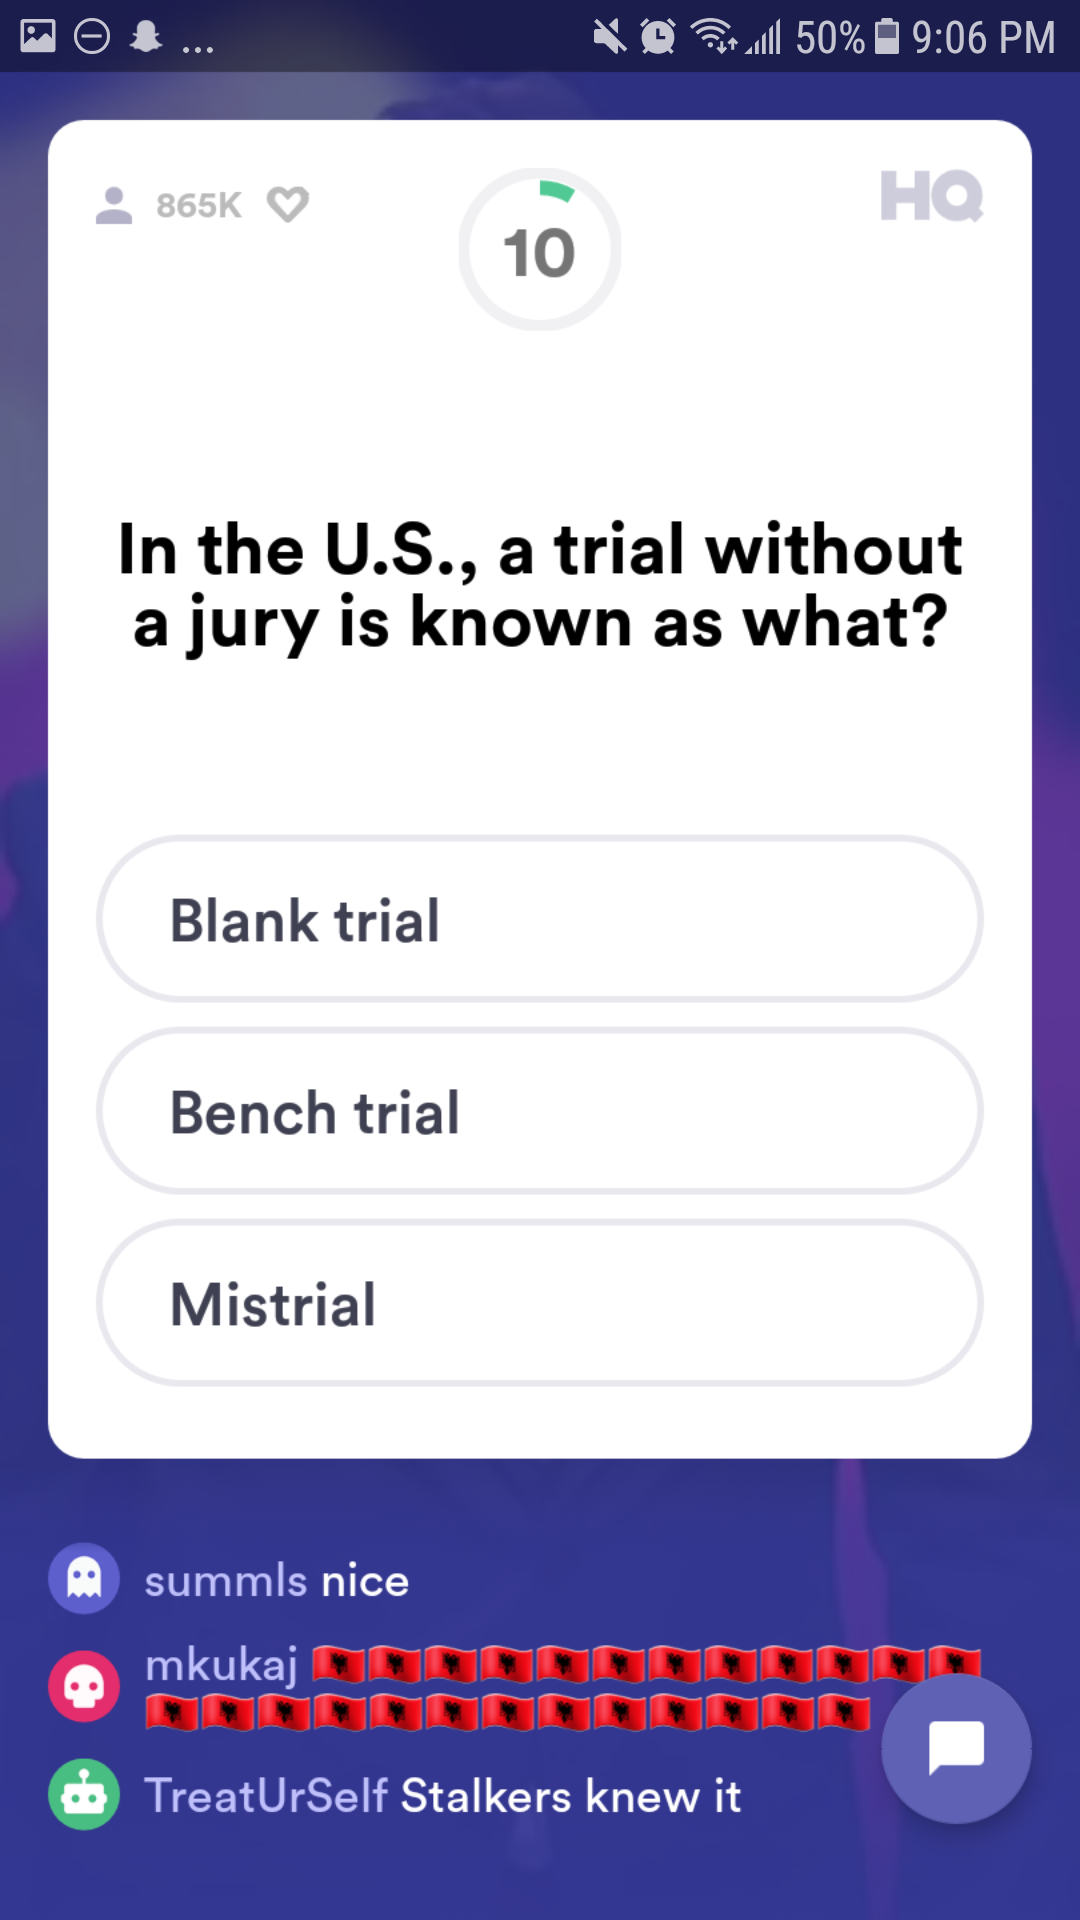 ... 50% 9:06 PM
865K
10
HQ
In the U.S., a trial without
a jury is known as what?
Blank trial
Bench trial
Mistrial
summls nice
mkukaj 🇦🇱🇦🇱🇦🇱🇦🇱🇦🇱🇦🇱🇦🇱🇦🇱🇦🇱🇦🇱🇦🇱🇦🇱
🇦🇱🇦🇱🇦🇱🇦🇱🇦🇱🇦🇱🇦🇱🇦🇱🇦🇱🇦🇱🇦🇱🇦🇱🇦🇱
TreatUrSelf Stalkers knew it